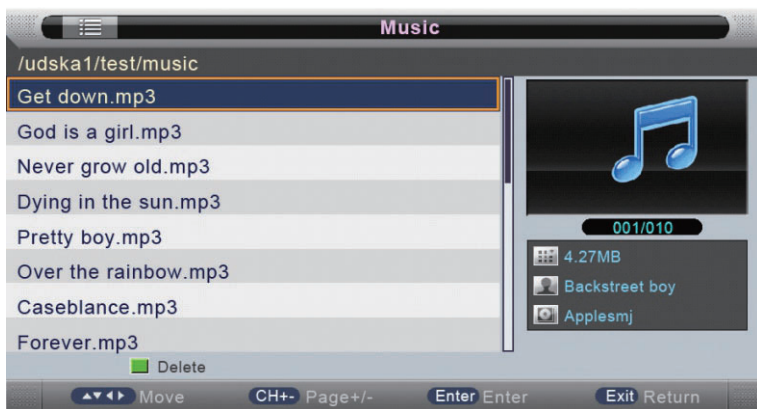 Music
/udska1/test/music
Get down.mp3
God is a girl.mp3
Never grow old.mp3
Dying in the sun.mp3
Pretty boy.mp3
Over the rainbow.mp3
Caseblance.mp3
Forever.mp3
001/010
4.27MB
Backstreet boy
Applesmj
Delete
Move CH+- Page+/- Enter Enter Exit Return